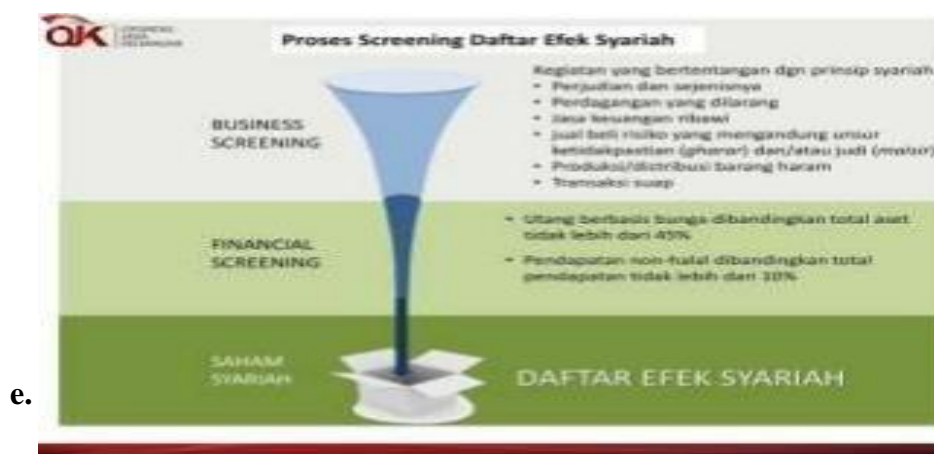 OJK OTORITAS JASA KEUANGAN
Proses Screening Daftar Efek Syariah
BUSINESS
SCREENING
Kegiatan yang bertentangan dgn prinsip syariah
• Perjudian dan sejenisnya
• Perdagangan yang dilarang
• Jasa keuangan ribawi
• Jual beli risiko yang mengandung unsur
ketidakpastian (gharar) dan/atau judi (maisir)
• Produksi/distribusi barang haram
• Transaksi suap
FINANCIAL
SCREENING
• Utang berbasis bunga dibandingkan total aset
tidak lebih dari 45%
• Pendapatan non-halal dibandingkan total
pendapatan tidak lebih dari 10%
SAHAM
SYARIAH
DAFTAR EFEK SYARIAH
e.